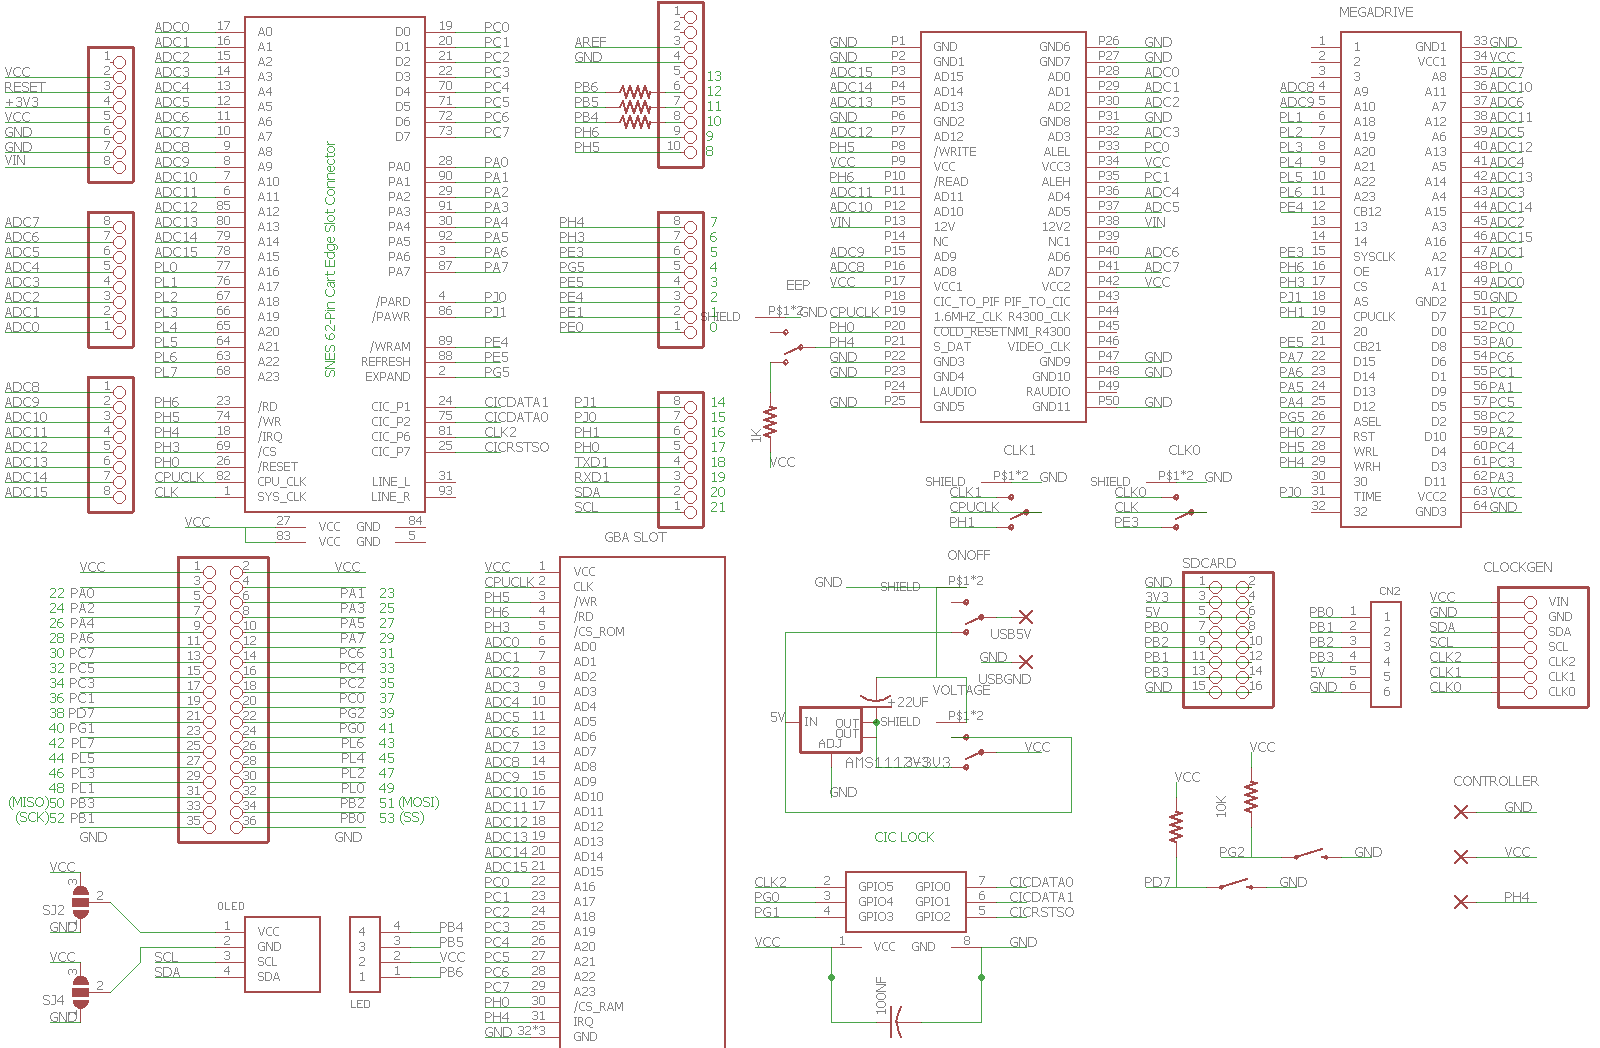 ADC0 17 A0 D0 19 PC0
ADC1 16 A1 D1 20 PC1
ADC2 15 A2 D2 21 PC2
ADC3 14 A3 D3 22 PC3
ADC4 13 A4 D4 70 PC4
ADC5 12 A5 D5 71 PC5
ADC6 11 A6 D6 72 PC6
ADC7 10 A7 D7 73 PC7
ADC8 9 A8
ADC9 8 A9 PA0 28 PA0
ADC10 7 A10 PA1 90 PA1
ADC11 6 A11 PA2 29 PA2
ADC12 85 A12 PA3 91 PA3
ADC13 80 A13 PA4 30 PA4
ADC14 79 A14 PA5 92 PA5
ADC15 78 A15 PA6 3 PA6
PL0 77 A16 PA7 87 PA7
PL1 76 A17
PL2 67 A18 /PARD 4 PJ0
PL3 66 A19 /PAWR 86 PJ1
PL4 65 A20
PL5 64 A21 /WRAM 89 PE4
PL6 63 A22 REFRESH 88 PE5
PL7 68 A23 EXPAND 2 PG5
PH6 23 /RD CIC_P1 24 CICDATA1
PH5 74 /WR CIC_P2 75 CICDATA0
PH4 18 /IRQ CIC_P6 81 CLK2
PH3 69 /CS CIC_P7 25 CICRSTSO
PH0 26 /RESET
CPUCLK 82 CPU_CLK LINE_L 31
CLK 1 SYS_CLK LINE_R 93
VCC 27 VCC GND 84
83 VCC GND 5
SNES 62-Pin Cart Edge Slot Connector
1
VCC 2
RESET 3
+3V3 4
VCC 5
GND 6
GND 7
VIN 8
ADC7 8
ADC6 7
ADC5 6
ADC4 5
ADC3 4
ADC2 3
ADC1 2
ADC0 1
ADC8 1
ADC9 2
ADC10 3
ADC11 4
ADC12 5
ADC13 6
ADC14 7
ADC15 8
1
2
AREF 3
GND 4
5 13
PB6 6 12
PB5 7 11
PB4 8 10
PH6 9 9
PH5 10 8
PH4 8 7
PH3 7 6
PE3 6 5
PG5 5 4
PE5 4 3
PE4 3 2
PE1 2 1
PE0 1 0
PJ1 8 14
PJ0 7 15
PH1 6 16
PH0 5 17
TXD1 4 18
RXD1 3 19
SDA 2 20
SCL 1 21
GND P1 GND GND6 P26 GND
GND P2 GND1 GND7 P27 GND
ADC15 P3 AD15 AD0 P28 ADC0
ADC14 P4 AD14 AD1 P29 ADC1
ADC13 P5 AD13 AD2 P30 ADC2
GND P6 GND2 GND8 P31 GND
ADC12 P7 AD12 AD3 P32 ADC3
PH5 P8 /WRITE ALEL P33 PC0
VCC P9 VCC VCC3 P34 VCC
PH6 P10 /READ ALEH P35 PC1
ADC11 P11 AD11 AD4 P36 ADC4
ADC10 P12 AD10 AD5 P37 ADC5
VIN P13 12V 12V2 P38 VIN
P14 NC NC1 P39
ADC9 P15 AD9 AD6 P40 ADC6
ADC8 P16 AD8 AD7 P41 ADC7
VCC P17 VCC1 VCC2 P42 VCC
P18 CIC_TO_PIF PIF_TO_CIC P43
CPUCLK P19 1.6MHZ_CLK R4300_CLK P44
PH0 P20 COLD_RESET NMI_R4300 P45
PH4 P21 S_DAT VIDEO_CLK P46
GND P22 GND3 GND9 P47 GND
GND P23 GND4 GND10 P48 GND
P24 LAUDIO RAUDIO P49
GND P25 GND5 GND11 P50 GND
EEP
SHIELD P$1*2 GND
1K
VCC
CLK1
SHIELD P$1*2 GND
CLK1
CPUCLK
PH1
CLK0
SHIELD P$1*2 GND
CLK0
CLK
PE3
MEGADRIVE
1 1 GND1 33 GND
2 2 VCC1 34 VCC
3 3 A8 35 ADC7
ADC8 4 A9 A11 36 ADC10
ADC9 5 A10 A7 37 ADC6
PL1 6 A18 A12 38 ADC11
PL2 7 A19 A6 39 ADC5
PL3 8 A20 A13 40 ADC12
PL4 9 A21 A5 41 ADC4
PL5 10 A22 A14 42 ADC13
PL6 11 A23 A4 43 ADC3
PE4 12 CB12 A15 44 ADC14
13 13 A3 45 ADC2
14 14 A16 46 ADC15
PE3 15 SYSCLK A2 47 ADC1
PH6 16 OE A17 48 PL0
PH3 17 CS A1 49 ADC0
PJ1 18 AS GND2 50 GND
PH1 19 CPUCLK D7 51 PC7
20 20 D0 52 PC0
PE5 21 CB21 D8 53 PA0
PA7 22 D15 D6 54 PC6
PA6 23 D14 D1 55 PC1
PA5 24 D13 D9 56 PA1
PA4 25 D12 D5 57 PC5
PG5 26 ASEL D2 58 PC2
PH0 27 RST D10 59 PA2
PH5 28 WRL D4 60 PC4
PH4 29 WRH D3 61 PC3
30 30 D11 62 PA3
PJ0 31 TIME VCC2 63 VCC
32 32 GND3 64 GND
VCC 1 2 VCC
3 4
22 PA0 5 6 PA1 23
24 PA2 7 8 PA3 25
26 PA4 9 10 PA5 27
28 PA6 11 12 PA7 29
30 PC7 13 14 PC6 31
32 PC5 15 16 PC4 33
34 PC3 17 18 PC2 35
36 PC1 19 20 PC0 37
38 PD7 21 22 PG2 39
40 PG1 23 24 PG0 41
42 PL7 25 26 PL6 43
44 PL5 27 28 PL4 45
46 PL3 29 30 PL2 47
48 PL1 31 32 PL0 49
(MISO)50 PB3 33 34 PB2 51 (MOSI)
(SCK)52 PB1 35 36 PB0 53 (SS)
GND GND
GBA SLOT
VCC 1 VCC
CPUCLK 2 CLK
PH5 3 /WR
PH6 4 /RD
PH3 5 /CS_ROM
ADC0 6 AD0
ADC1 7 AD1
ADC2 8 AD2
ADC3 9 AD3
ADC4 10 AD4
ADC5 11 AD5
ADC6 12 AD6
ADC7 13 AD7
ADC8 14 AD8
ADC9 15 AD9
ADC10 16 AD10
ADC11 17 AD11
ADC12 18 AD12
ADC13 19 AD13
ADC14 20 AD14
ADC15 21 AD15
PC0 22 A16
PC1 23 A17
PC2 24 A18
PC3 25 A19
PC4 26 A20
PC5 27 A21
PC6 28 A22
PC7 29 A23
PH0 30 /CS_RAM
PH4 31 IRQ
GND 32*3 GND
ONOFF
GND SHIELD P$1*2
USB5V
GND
USBGND
VOLTAGE
+22UF
5V IN OUT SHIELD P$1*2
OUT
ADJ VCC
GND
SDCARD
GND 1 2
3V3 3 4
5V 5 6
PB0 7 8
PB2 9 10
PB1 11 12
PB3 13 14
GND 15 16
CN2
PB0 1 1
PB1 2 2
PB2 3 3
PB3 4 4
5V 5 5
GND 6 6
CLOCKGEN
VCC VIN
GND GND
SDA SDA
SCL SCL
CLK2 CLK2
CLK1 CLK1
CLK0 CLK0
VCC
VCC
10K
PG2 GND
PD7 GND
CONTROLLER
GND
VCC
PH4
CIC LOCK
CLK2 2 GPIO5 GPIO0 7 CICDATA0
PG0 3 GPIO4 GPIO1 6 CICDATA1
PG1 4 GPIO3 GPIO2 5 CICRSTSO
VCC 1 VCC GND 8 GND
100NF
VCC
3
2
SJ2
1
GND
VCC
3
2
SJ4
1
GND
OLED
1 VCC
2 GND
SCL 3 SCL
SDA 4 SDA
4 4 PB4
3 3 PB5
2 2 VCC
1 1 PB6
LED